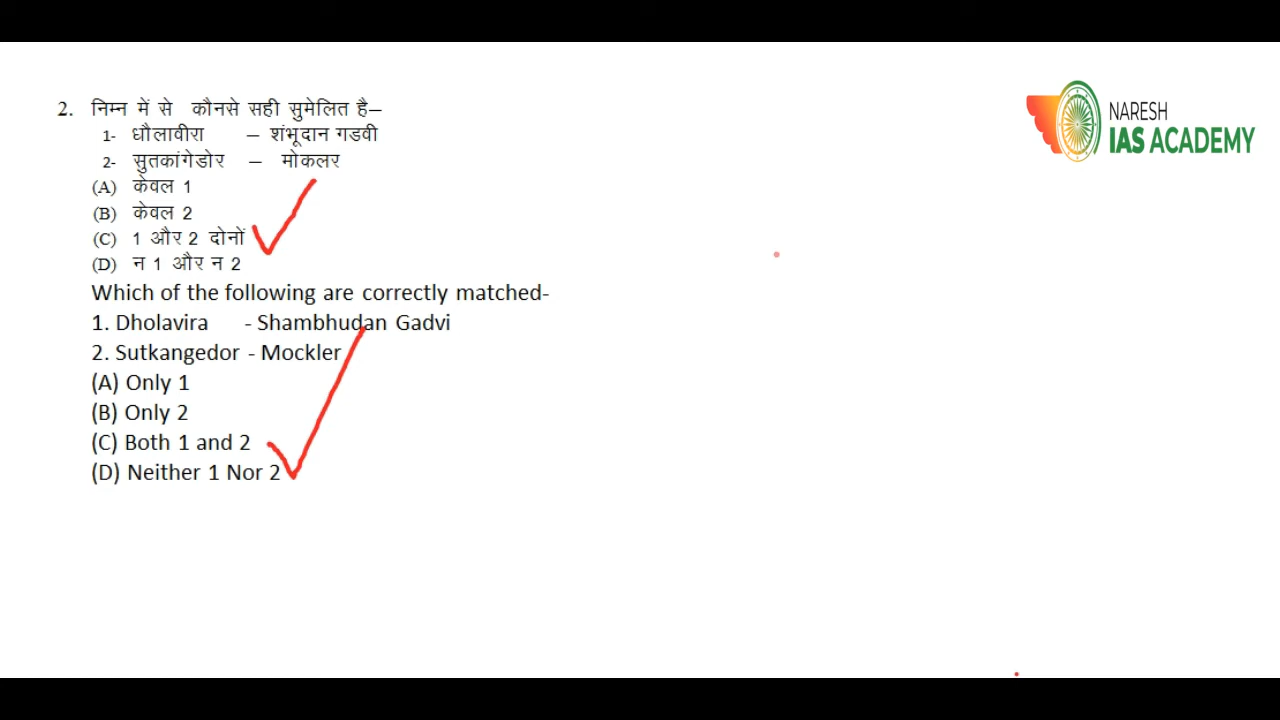 2. निम्न में से कौनसे सही सुमेलित है–
1- धौलावीरा – शंभूदान गडवी
2- सुतकांगेडोर – मोकलर
(A) केवल 1
(B) केवल 2
(C) 1 और 2 दोनों
(D) न 1 और न 2
Which of the following are correctly matched-
1. Dholavira - Shambhudan Gadvi
2. Sutkangedor - Mockler
(A) Only 1
(B) Only 2
(C) Both 1 and 2
(D) Neither 1 Nor 2
NARESH
IAS ACADEMY